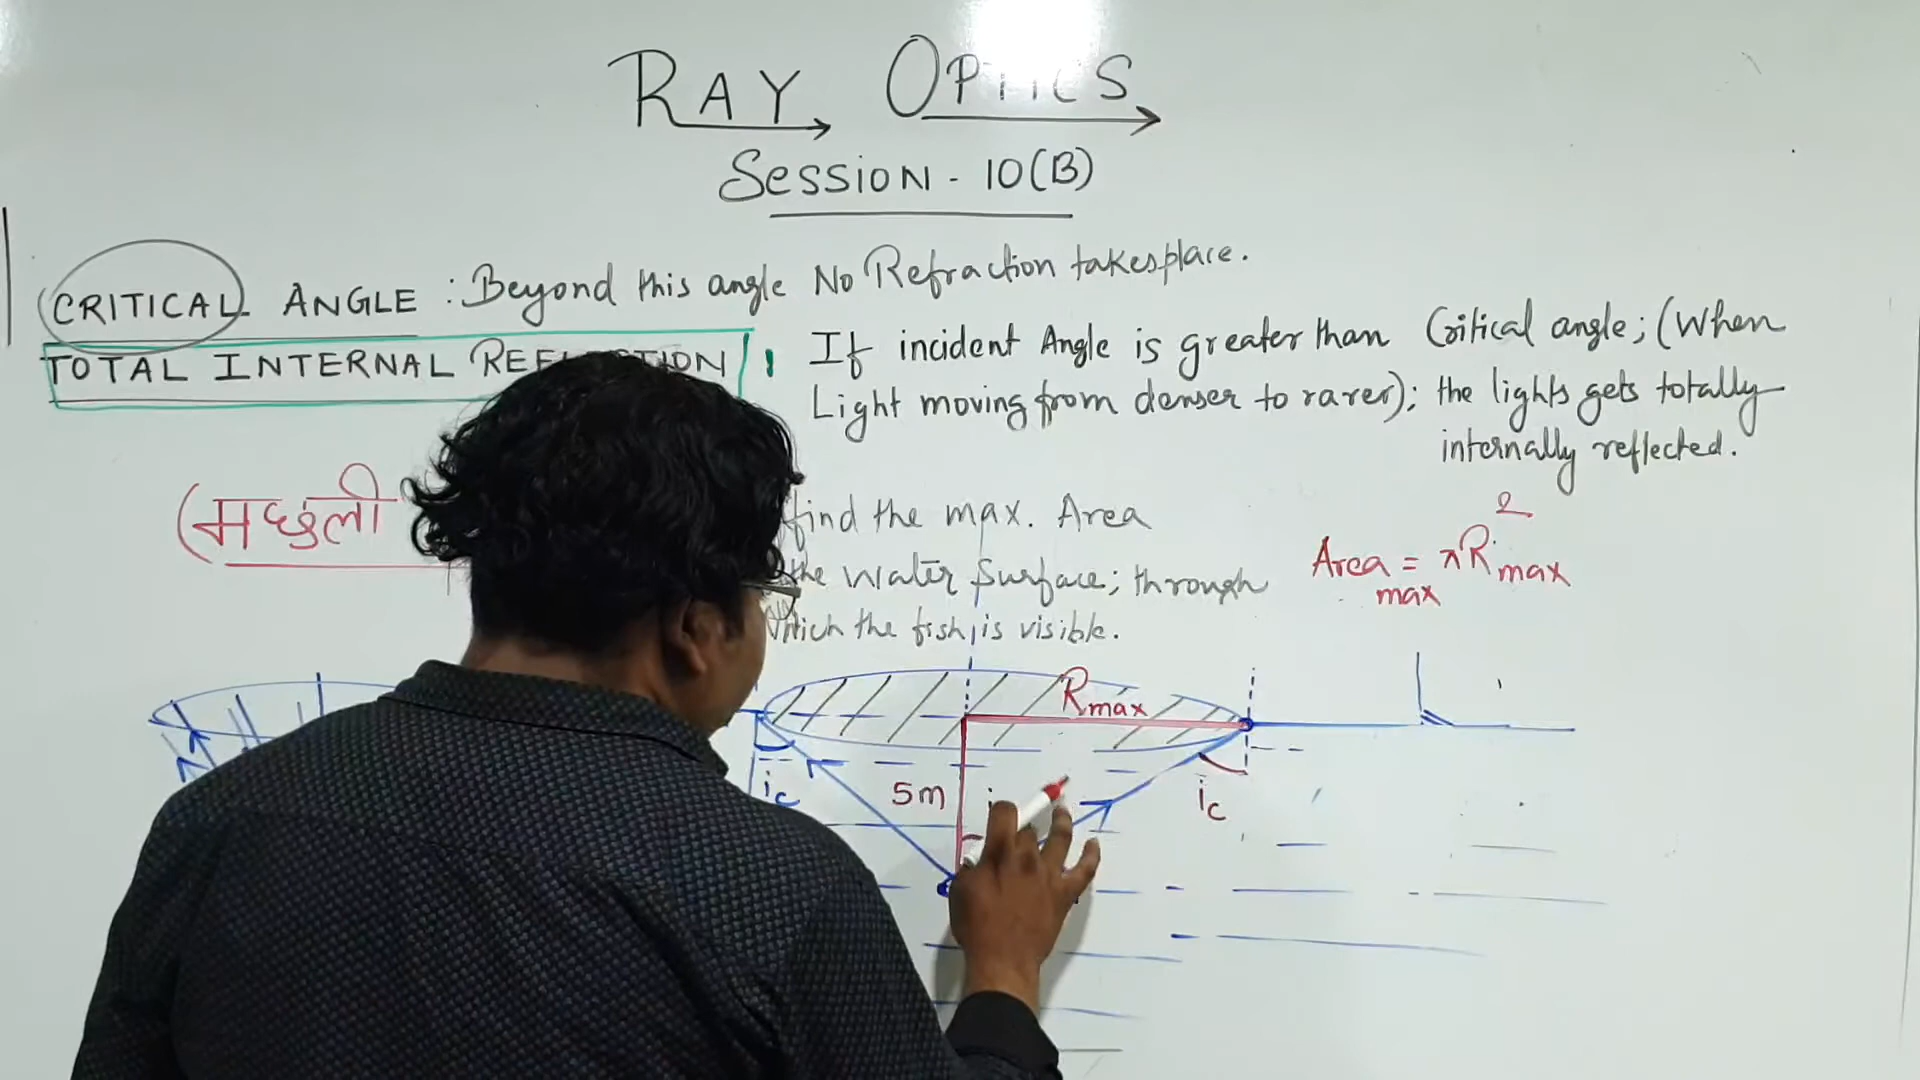 RAY OPTICS
SESSION - 10(B)
CRITICAL ANGLE : Beyond this angle No Refraction takesplace.
TOTAL INTERNAL : If incident Angle is greater than Critical angle; (When
Light moving from denser to rarer); the lights gets totally
internally reflected.
(मछली
find the max. Area
the Water Surface; through
Which the fish is visible.
Area max = πR²max
Rmax
ic
5m
ic